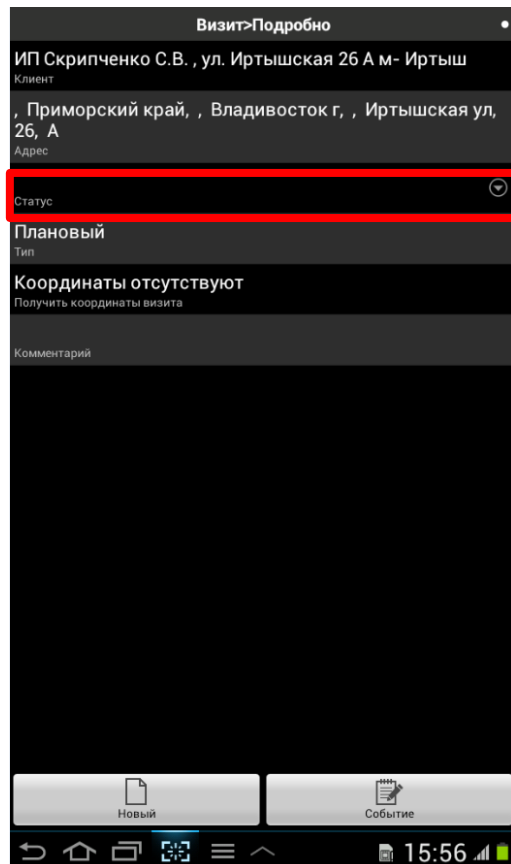 Визит>Подробно
ИП Скрипченко С.В. , ул. Иртышская 26 А м- Иртыш
Клиент
, Приморский край, , Владивосток г, , Иртышская ул,
26, А
Адрес
Статус
Плановый
Тип
Координаты отсутствуют
Получить координаты визита
Комментарий
Новый
Событие
15:56